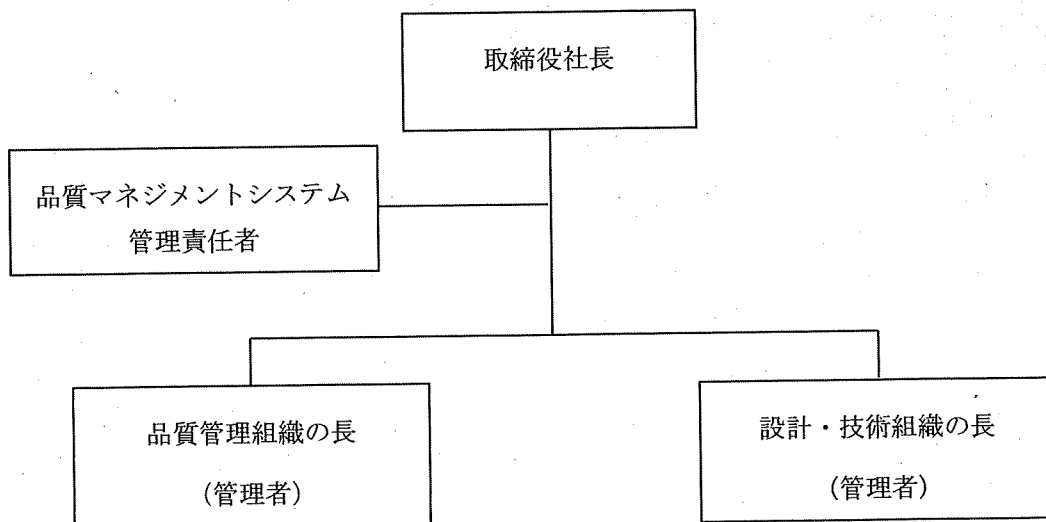 取締役社長
品質マネジメントシステム
管理責任者
品質管理組織の長
(管理者)
設計・技術組織の長
(管理者)